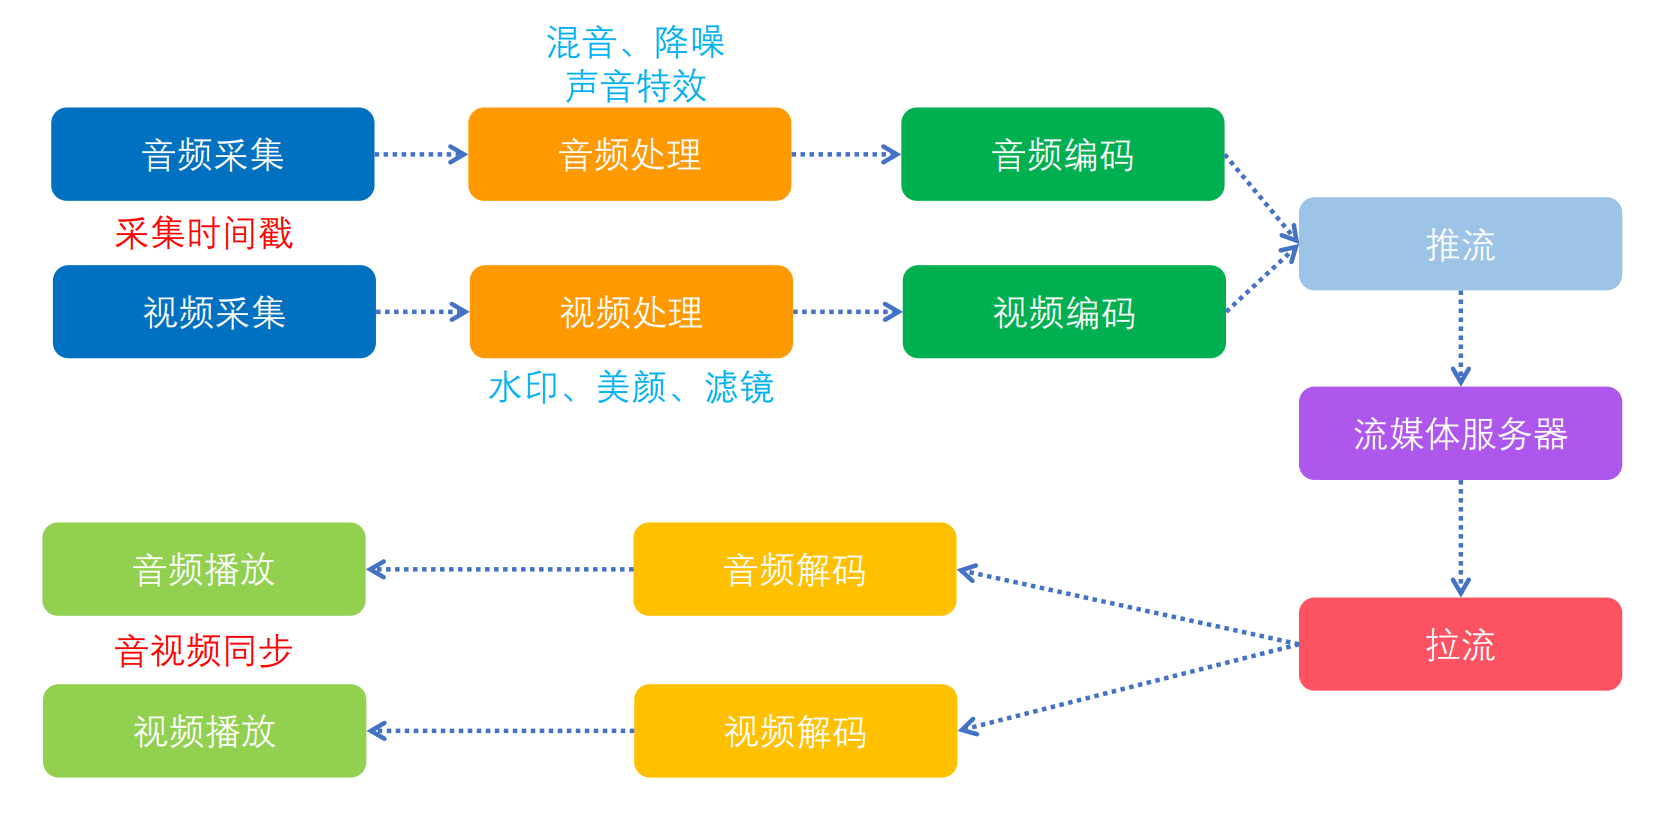 混音、降噪
声音特效
音频采集
音频处理
音频编码
采集时间戳
推流
视频采集
视频处理
视频编码
水印、美颜、滤镜
流媒体服务器
音频播放
音频解码
音视频同步
拉流
视频播放
视频解码